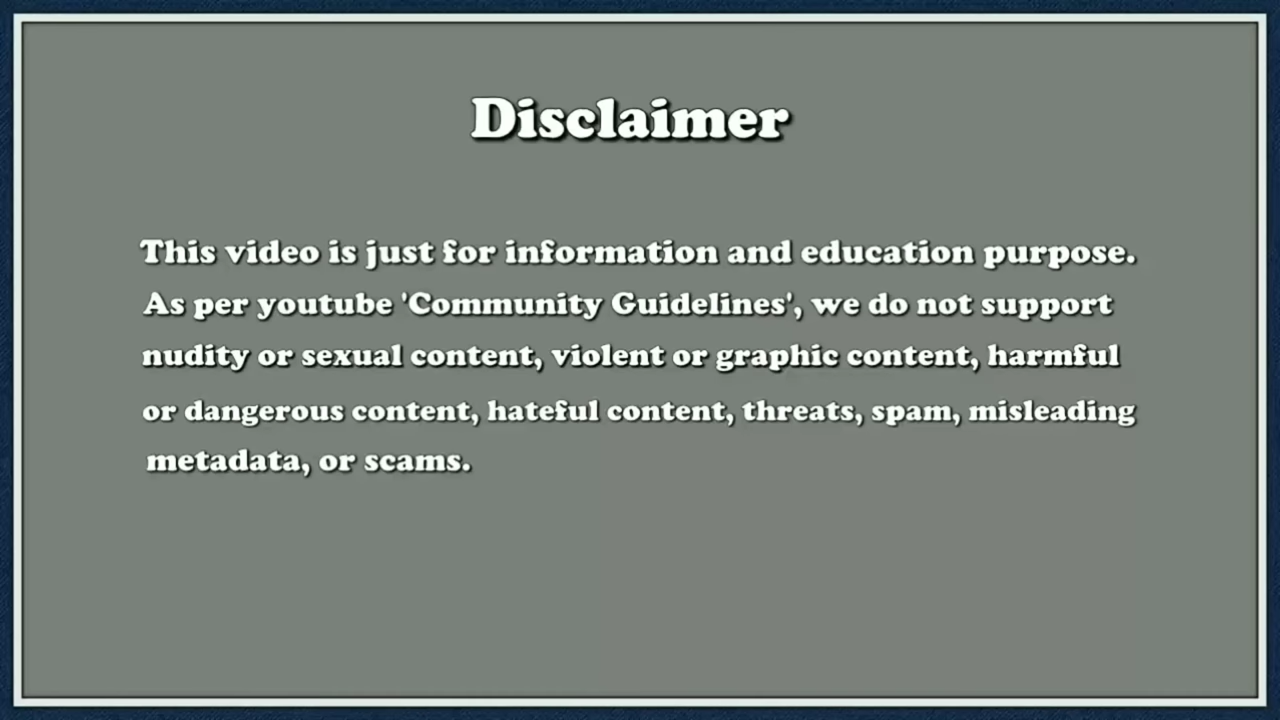 Disclaimer
This video is just for information and education purpose.
As per youtube 'Community Guidelines', we do not support
nudity or sexual content, violent or graphic content, harmful
or dangerous content, hateful content, threats, spam, misleading
metadata, or scams.